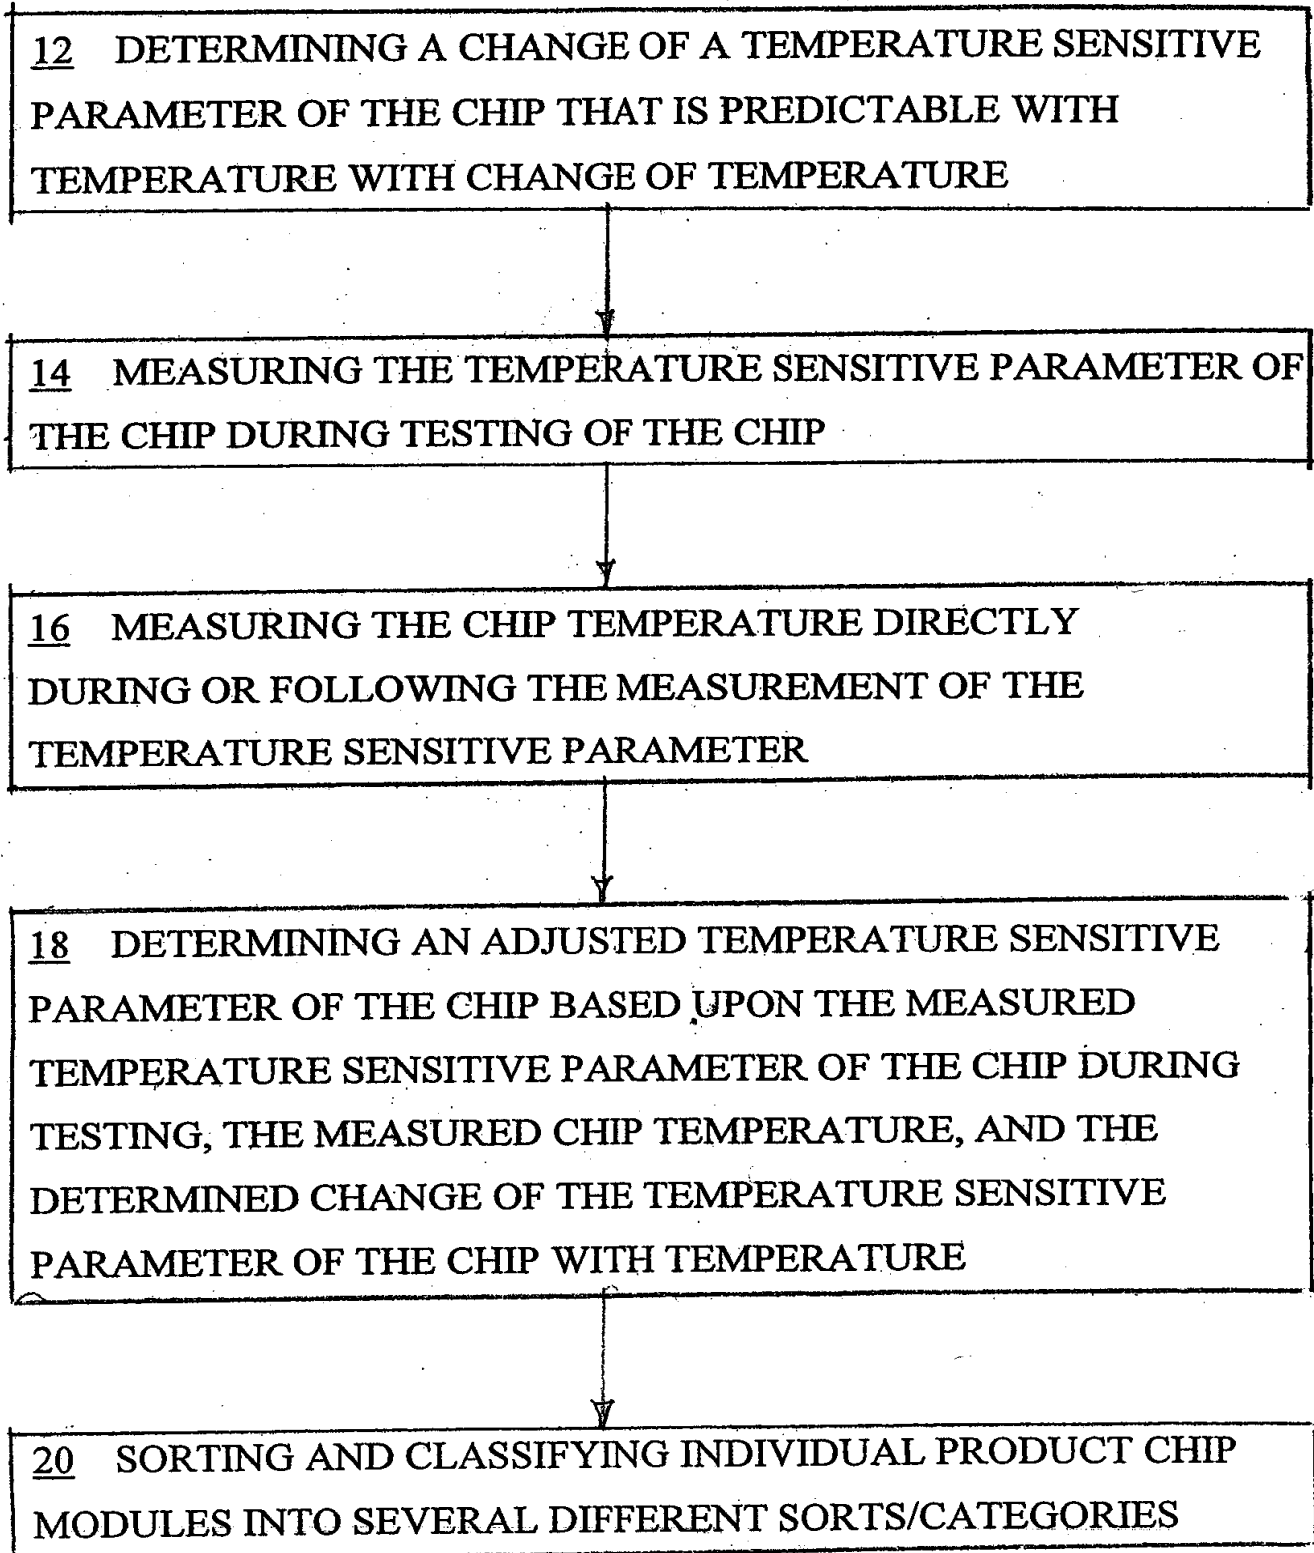 12 DETERMINING A CHANGE OF A TEMPERATURE SENSITIVE
PARAMETER OF THE CHIP THAT IS PREDICTABLE WITH
TEMPERATURE WITH CHANGE OF TEMPERATURE
14 MEASURING THE TEMPERATURE SENSITIVE PARAMETER OF
THE CHIP DURING TESTING OF THE CHIP
16 MEASURING THE CHIP TEMPERATURE DIRECTLY
DURING OR FOLLOWING THE MEASUREMENT OF THE
TEMPERATURE SENSITIVE PARAMETER
18 DETERMINING AN ADJUSTED TEMPERATURE SENSITIVE
PARAMETER OF THE CHIP BASED UPON THE MEASURED
TEMPERATURE SENSITIVE PARAMETER OF THE CHIP DURING
TESTING, THE MEASURED CHIP TEMPERATURE, AND THE
DETERMINED CHANGE OF THE TEMPERATURE SENSITIVE
PARAMETER OF THE CHIP WITH TEMPERATURE
20 SORTING AND CLASSIFYING INDIVIDUAL PRODUCT CHIP
MODULES INTO SEVERAL DIFFERENT SORTS/CATEGORIES